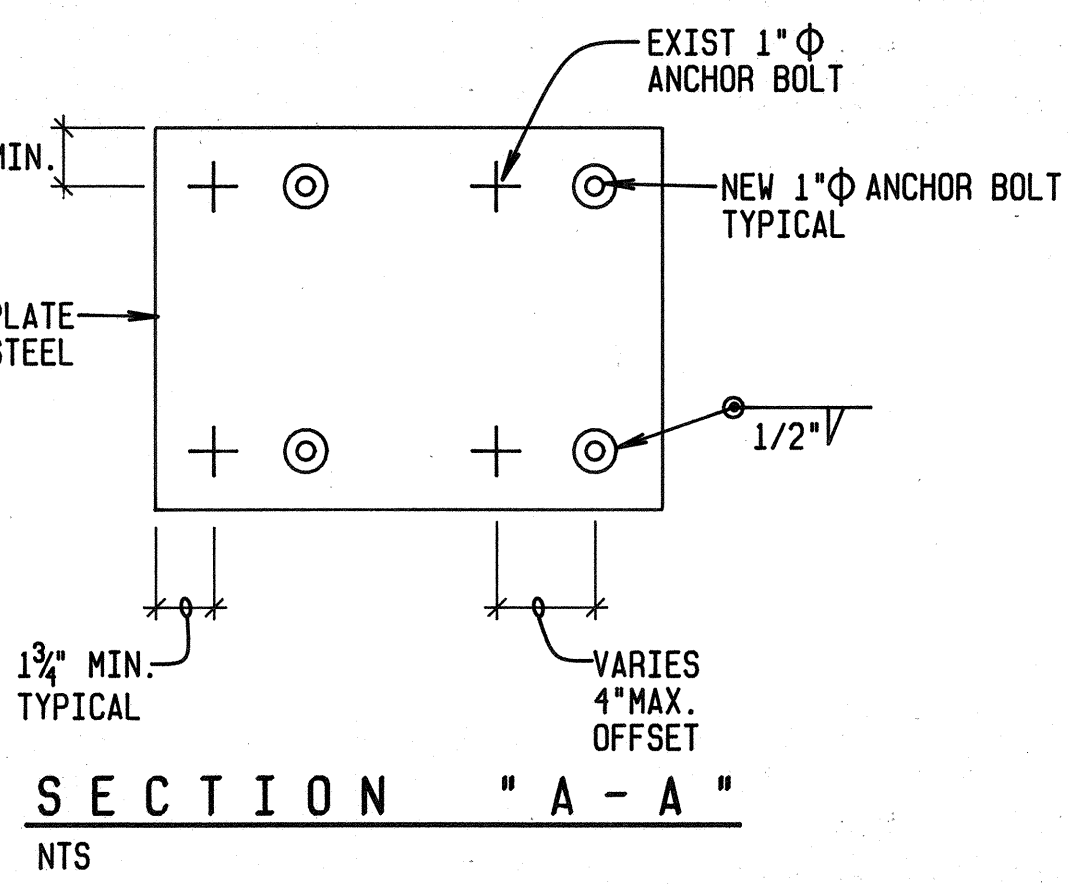 EXIST 1"Φ
ANCHOR BOLT
MIN.
NEW 1"Φ ANCHOR BOLT
TYPICAL
PLATE
STEEL
1/2"
1¾" MIN.
TYPICAL
VARIES
4"MAX.
OFFSET
SECTION "A-A"
NTS